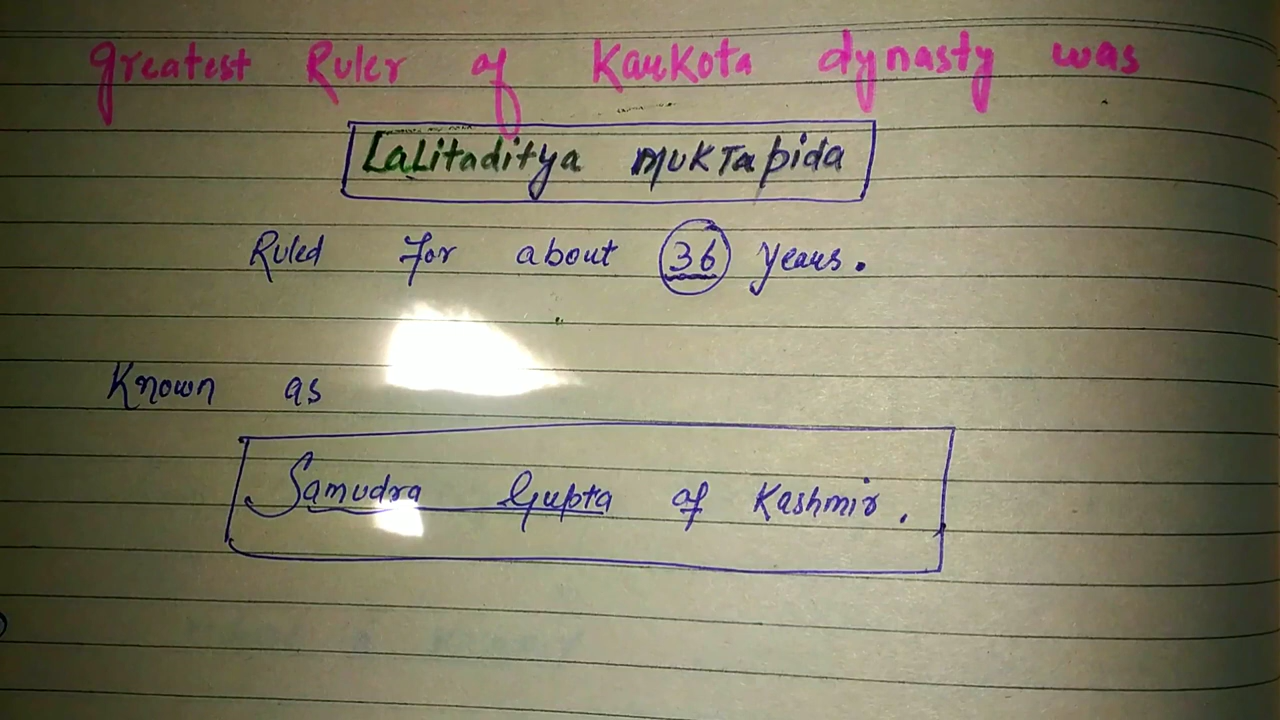 Greatest Ruler of Karkota dynasty was
Lalitaditya muktapida
Ruled for about 36 years.
Known as
Samudra Gupta of Kashmir.